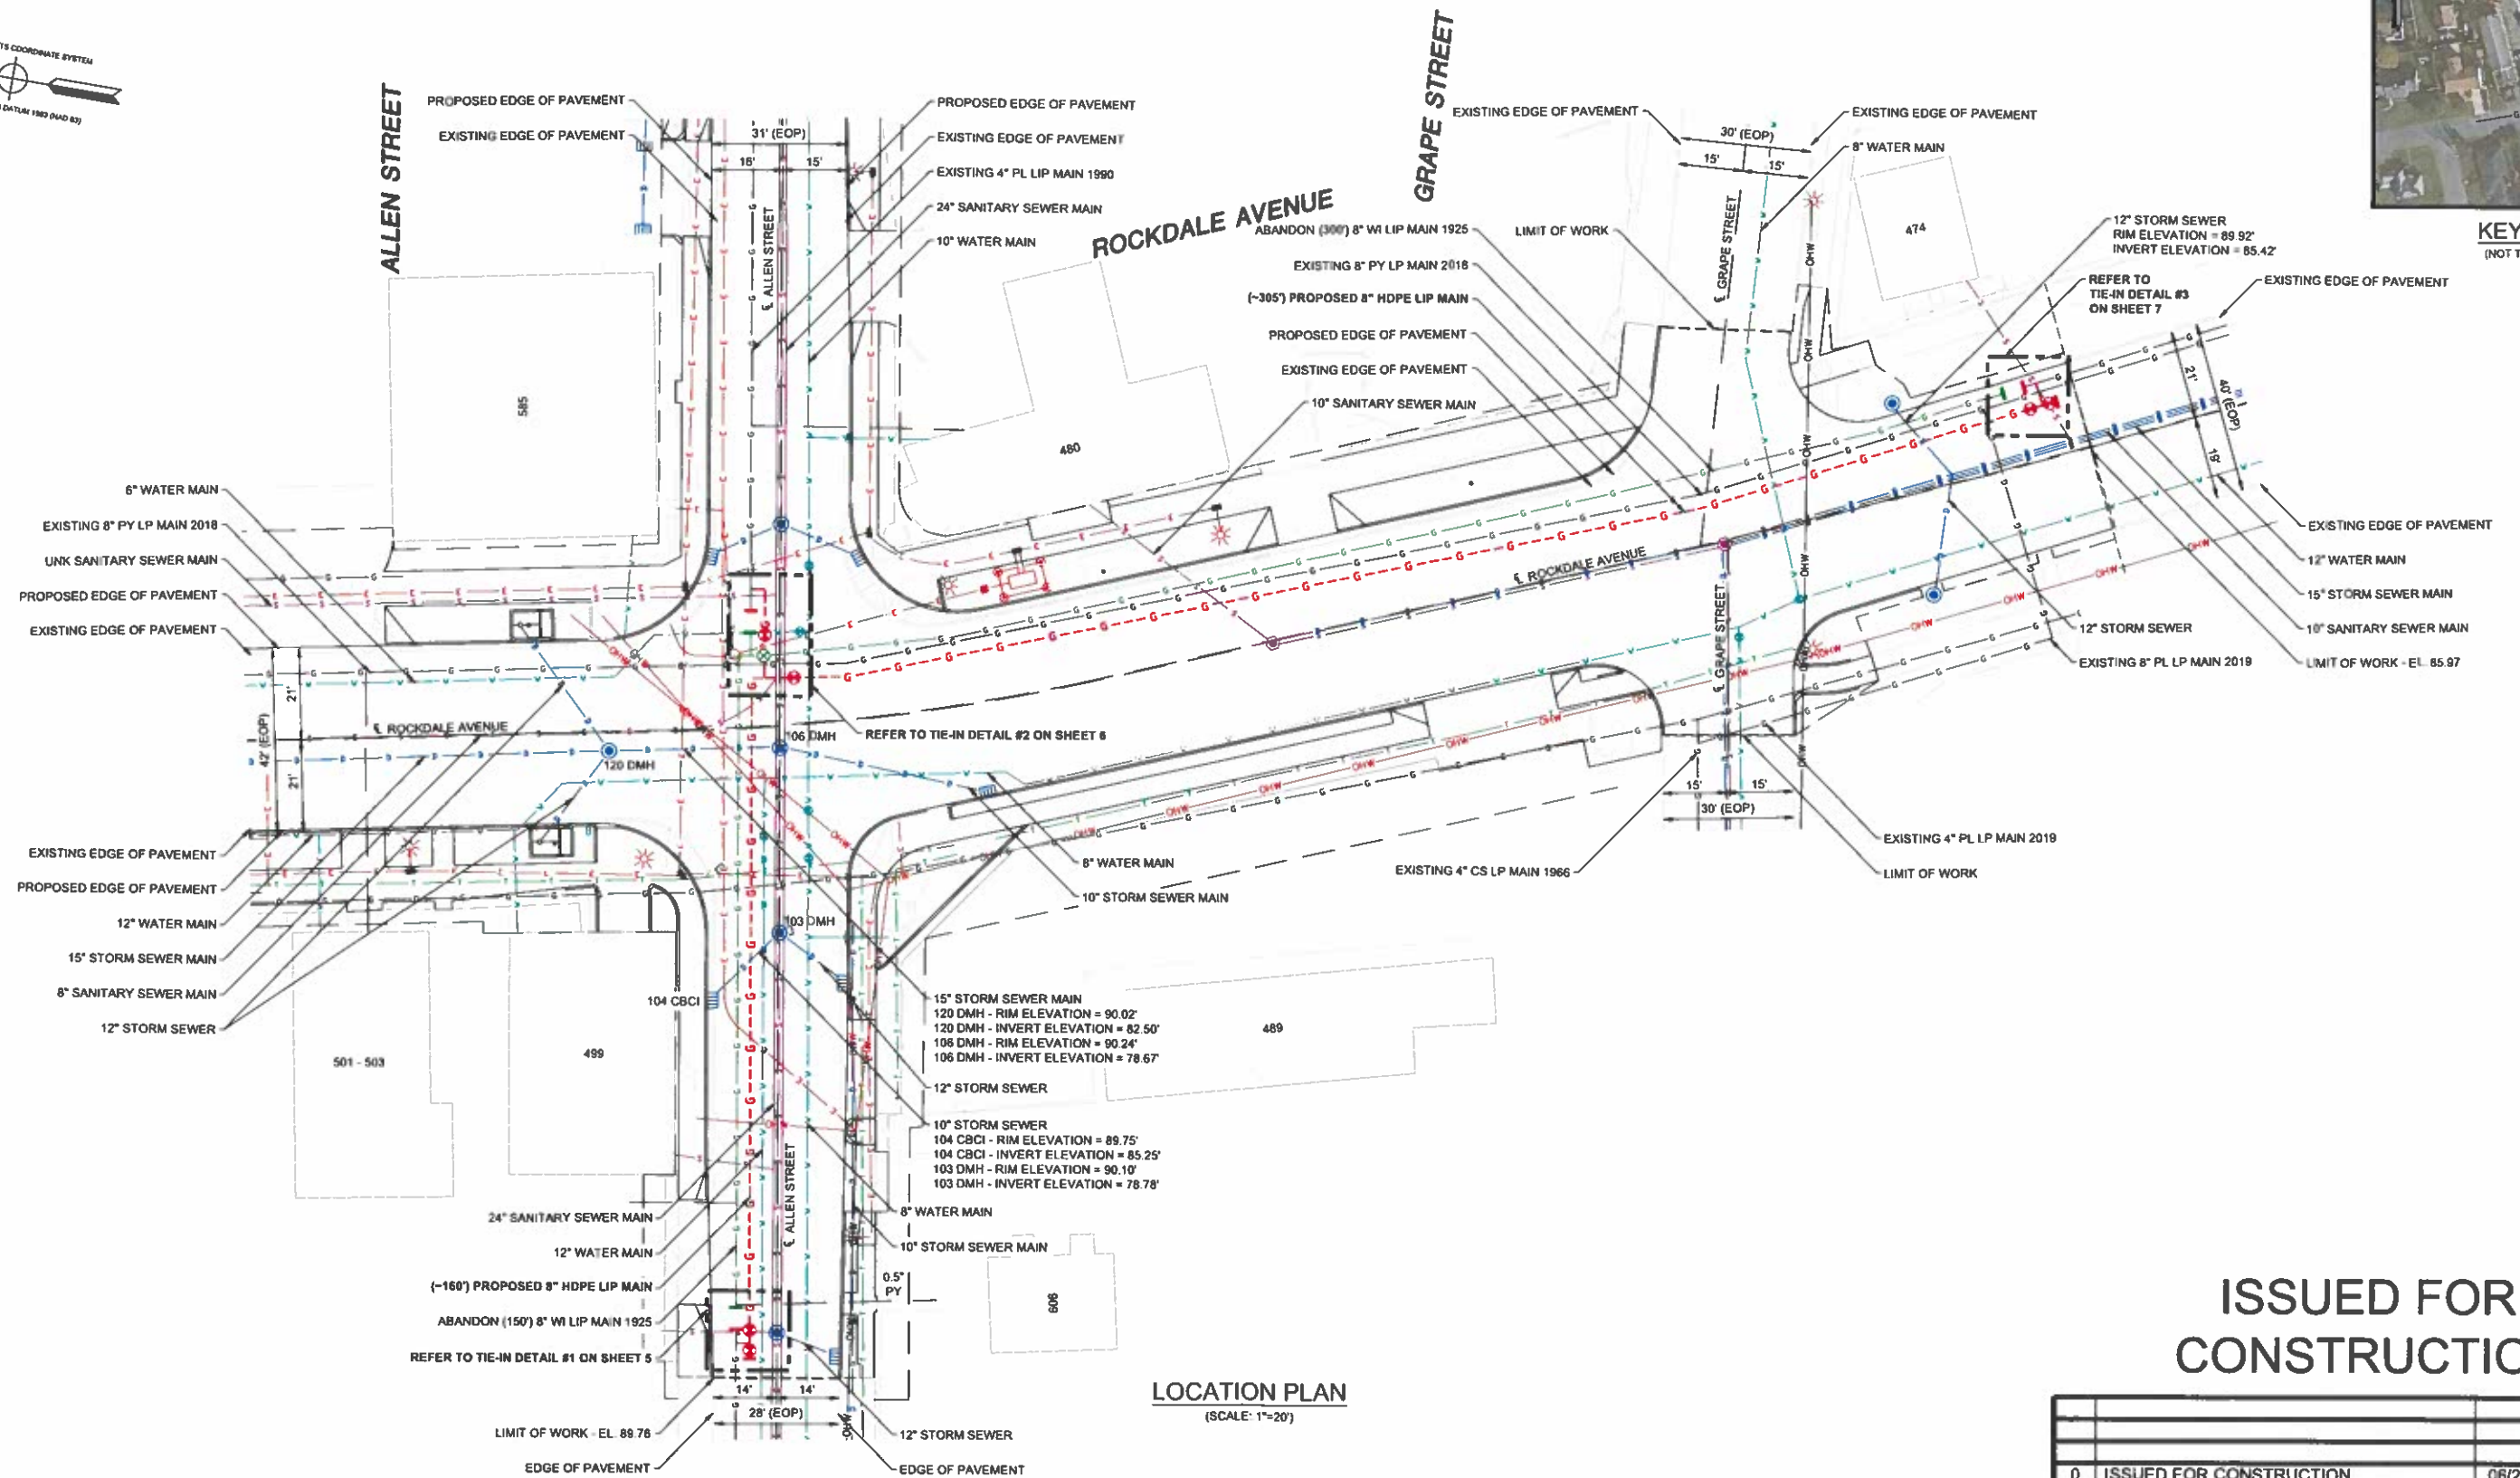 TS COORDINATE SYSTEM
DATUM 1983 (NAD 83)
ALLEN STREET
PROPOSED EDGE OF PAVEMENT
EXISTING EDGE OF PAVEMENT
31' (EOP)
16'
15'
PROPOSED EDGE OF PAVEMENT
EXISTING EDGE OF PAVEMENT
EXISTING 4" PL LIP MAIN 1990
24" SANITARY SEWER MAIN
10" WATER MAIN
℄ ALLEN STREET
ROCKDALE AVENUE
GRAPE STREET
EXISTING EDGE OF PAVEMENT
30' (EOP)
15'
15'
EXISTING EDGE OF PAVEMENT
8" WATER MAIN
ABANDON (300') 8" WI LIP MAIN 1925
EXISTING 8" PY LP MAIN 2018
(~305') PROPOSED 8" HDPE LIP MAIN
PROPOSED EDGE OF PAVEMENT
EXISTING EDGE OF PAVEMENT
10" SANITARY SEWER MAIN
LIMIT OF WORK
℄ GRAPE STREET
474
12" STORM SEWER
RIM ELEVATION = 89.92'
INVERT ELEVATION = 85.42'
REFER TO
TIE-IN DETAIL #3
ON SHEET 7
EXISTING EDGE OF PAVEMENT
KEY
(NOT T
21'
40' (EOP)
19'
585
480
6" WATER MAIN
EXISTING 8" PY LP MAIN 2018
UNK SANITARY SEWER MAIN
PROPOSED EDGE OF PAVEMENT
EXISTING EDGE OF PAVEMENT
EXISTING EDGE OF PAVEMENT
12" WATER MAIN
15" STORM SEWER MAIN
10" SANITARY SEWER MAIN
LIMIT OF WORK - EL. 85.97
12" STORM SEWER
EXISTING 8" PL LP MAIN 2019
℄ ROCKDALE AVENUE
℄ GRAPE STREET
21'
42' (EOP)
21'
℄ ROCKDALE AVENUE
120 DMH
106 DMH
REFER TO TIE-IN DETAIL #2 ON SHEET 6
15'
15'
30' (EOP)
EXISTING 4" PL LP MAIN 2019
LIMIT OF WORK
EXISTING 4" CS LP MAIN 1966
8" WATER MAIN
10" STORM SEWER MAIN
EXISTING EDGE OF PAVEMENT
PROPOSED EDGE OF PAVEMENT
12" WATER MAIN
15" STORM SEWER MAIN
8" SANITARY SEWER MAIN
12" STORM SEWER
103 DMH
104 CBCI
501 - 503
499
489
15" STORM SEWER MAIN
120 DMH - RIM ELEVATION = 90.02'
120 DMH - INVERT ELEVATION = 82.50'
106 DMH - RIM ELEVATION = 90.24'
106 DMH - INVERT ELEVATION = 78.67'
12" STORM SEWER
10" STORM SEWER
104 CBCI - RIM ELEVATION = 89.75'
104 CBCI - INVERT ELEVATION = 85.25'
103 DMH - RIM ELEVATION = 90.10'
103 DMH - INVERT ELEVATION = 78.78'
℄ ALLEN STREET
24" SANITARY SEWER MAIN
12" WATER MAIN
(~160') PROPOSED 8" HDPE LIP MAIN
ABANDON (150') 8" WI LIP MAIN 1925
REFER TO TIE-IN DETAIL #1 ON SHEET 5
8" WATER MAIN
10" STORM SEWER MAIN
0.5"
PY
606
14'
14'
28' (EOP)
LIMIT OF WORK - EL. 89.76
EDGE OF PAVEMENT
12" STORM SEWER
EDGE OF PAVEMENT
LOCATION PLAN
(SCALE: 1"=20')
ISSUED FOR
CONSTRUCTIO
0 ISSUED FOR CONSTRUCTION